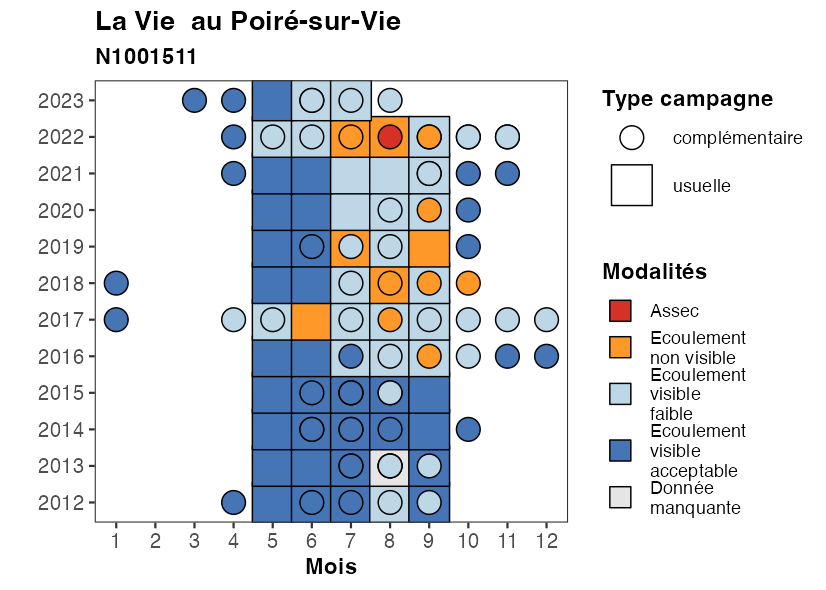 La Vie  au Poiré-sur-Vie
N1001511
2023
2022
2021
2020
2019
2018
2017
2016
2015
2014
2013
2012
1 2 3 4 5 6 7 8 9 10 11 12
Mois
Type campagne
complémentaire
usuelle
Modalités
Assec
Ecoulement
non visible
Ecoulement
visible
faible
Ecoulement
visible
acceptable
Donnée
manquante